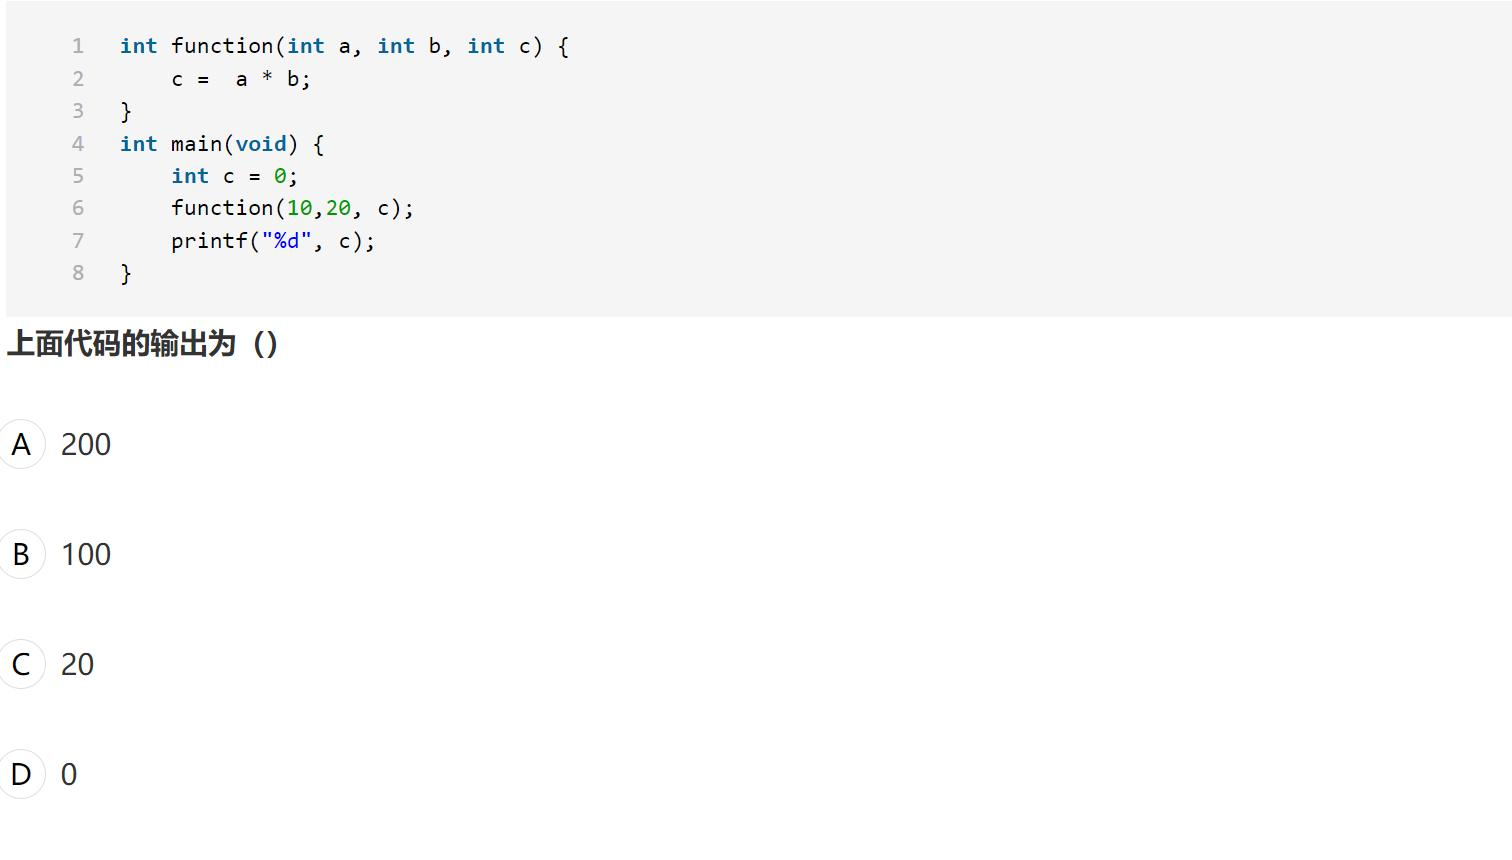 1 int function(int a, int b, int c) {
2     c =  a * b;
3 }
4 int main(void) {
5     int c = 0;
6     function(10,20, c);
7     printf("%d", c);
8 }
上面代码的输出为（）
A 200
B 100
C 20
D 0